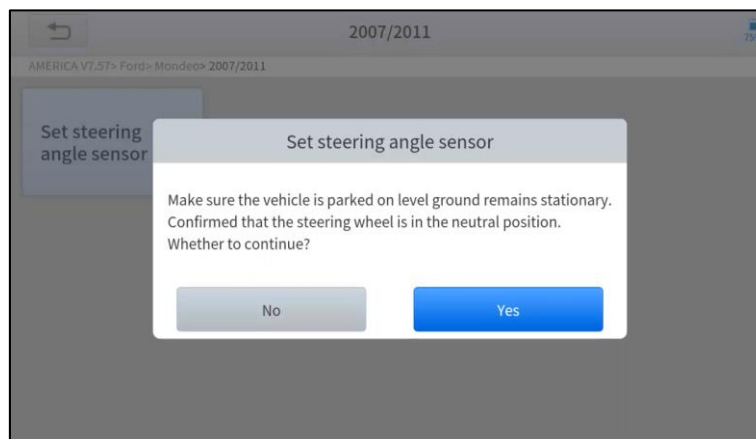 2007/2011
AMERICA V7.57> Ford> Mondeo> 2007/2011
Set steering
angle sensor
Set steering angle sensor
Make sure the vehicle is parked on level ground remains stationary.
Confirmed that the steering wheel is in the neutral position.
Whether to continue?
No
Yes